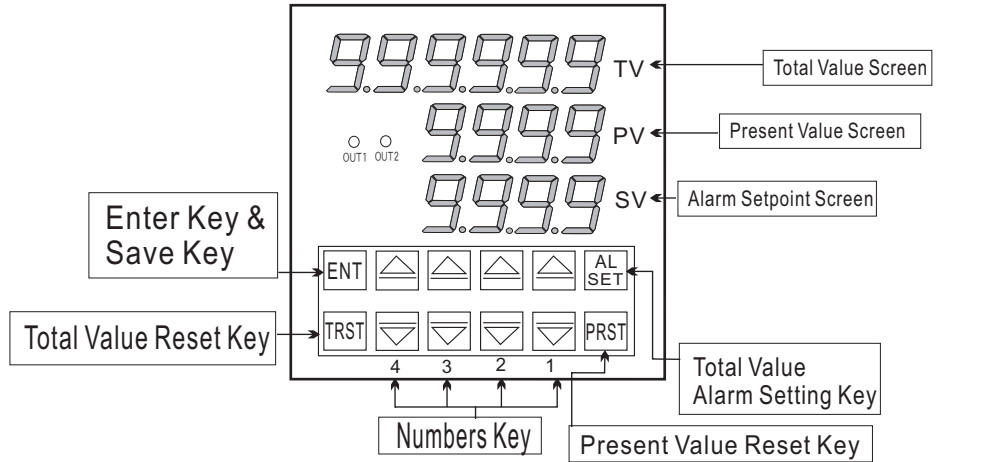 9.9.9.9.9.9 TV
Total Value Screen
9.9.9.9 PV
Present Value Screen
OUT1 OUT2
9.9.9.9 SV
Alarm Setpoint Screen
Enter Key &
Save Key
ENT
AL
SET
Total Value Reset Key
TRST
PRST
4 3 2 1
Total Value
Alarm Setting Key
Numbers Key
Present Value Reset Key